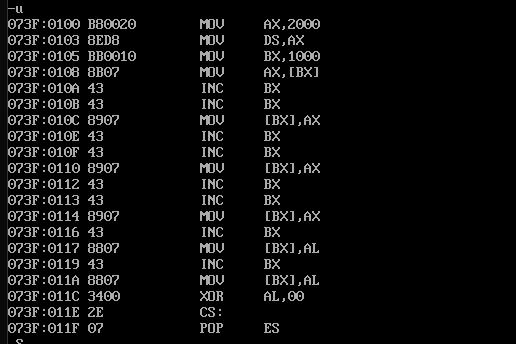 -u
073F:0100 B80020 MOV AX,2000
073F:0103 8ED8 MOV DS,AX
073F:0105 BB0010 MOV BX,1000
073F:0108 8B07 MOV AX,[BX]
073F:010A 43 INC BX
073F:010B 43 INC BX
073F:010C 8907 MOV [BX],AX
073F:010E 43 INC BX
073F:010F 43 INC BX
073F:0110 8907 MOV [BX],AX
073F:0112 43 INC BX
073F:0113 43 INC BX
073F:0114 8907 MOV [BX],AX
073F:0116 43 INC BX
073F:0117 8807 MOV [BX],AL
073F:0119 43 INC BX
073F:011A 8807 MOV [BX],AL
073F:011C 3400 XOR AL,00
073F:011E 2E CS:
073F:011F 07 POP ES